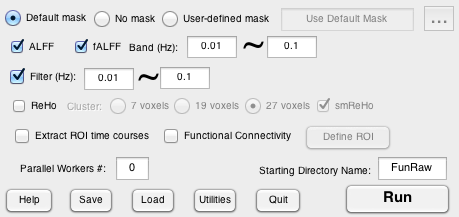 Default mask No mask User-defined mask Use Default Mask ...
ALFF fALFF Band (Hz): 0.01 ~ 0.1
Filter (Hz): 0.01 ~ 0.1
ReHo Cluster: 7 voxels 19 voxels 27 voxels smReHo
Extract ROI time courses Functional Connectivity Define ROI
Parallel Workers #: 0 Starting Directory Name: FunRaw
Help Save Load Utilities Quit Run